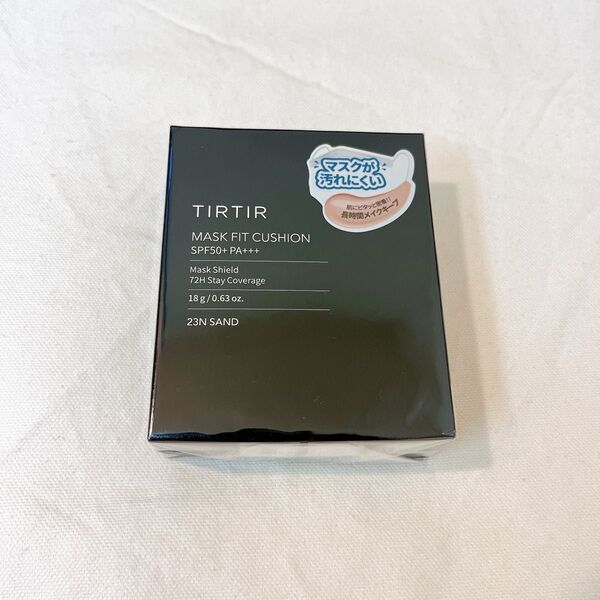 マスクが
汚れにくい
肌にピタッと密着!!
長時間メイクキープ
TIRTIR
MASK FIT CUSHION
SPF50+ PA+++
Mask Shield
72H Stay Coverage
18 g / 0.63 oz.
23N SAND